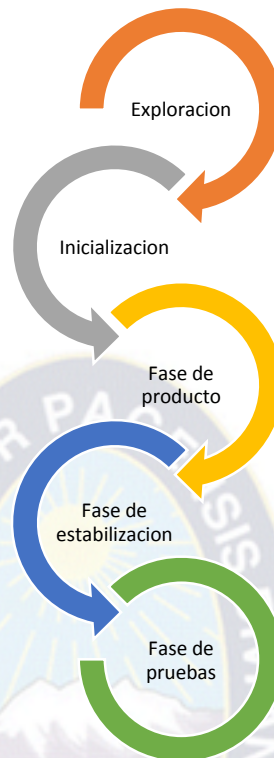 Exploracion
Inicializacion
Fase de
producto
Fase de
estabilizacion
Fase de
pruebas